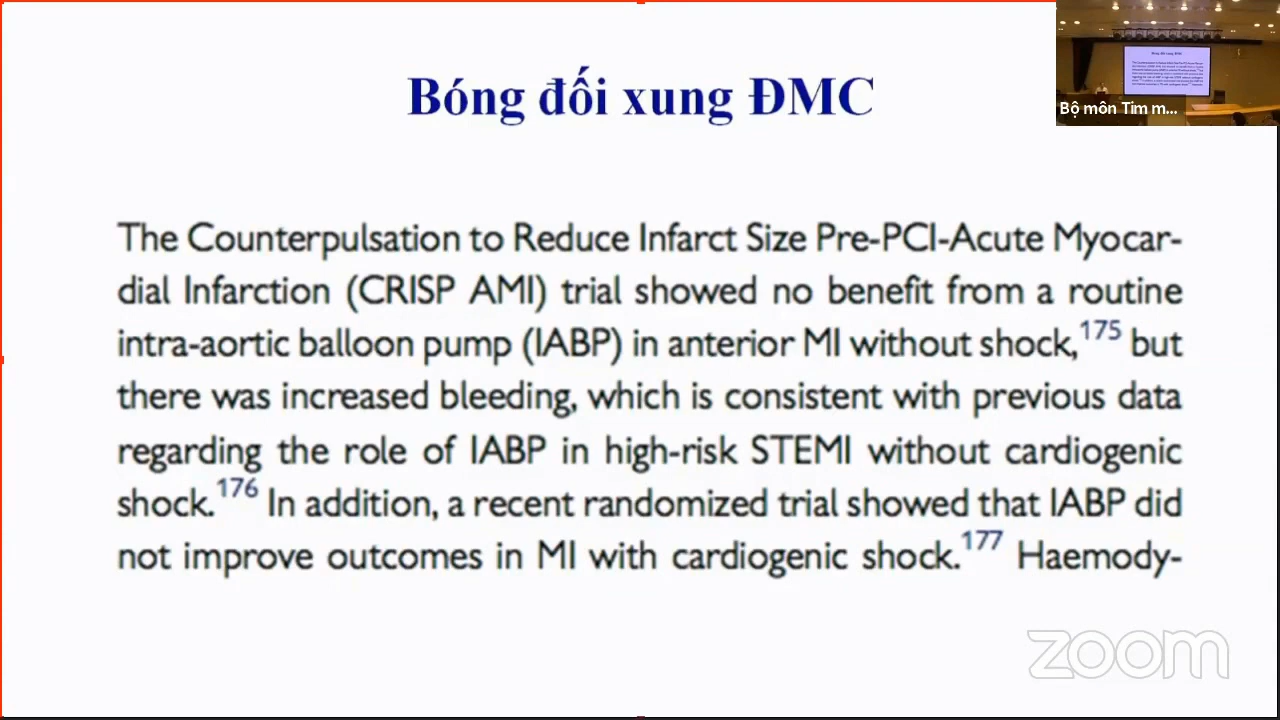 Bóng đối xung ĐMC
Bộ môn Tim m...
The Counterpulsation to Reduce Infarct Size Pre-PCI-Acute Myocar-
dial Infarction (CRISP AMI) trial showed no benefit from a routine
intra-aortic balloon pump (IABP) in anterior MI without shock,175 but
there was increased bleeding, which is consistent with previous data
regarding the role of IABP in high-risk STEMI without cardiogenic
shock.176 In addition, a recent randomized trial showed that IABP did
not improve outcomes in MI with cardiogenic shock.177 Haemody-
zoom